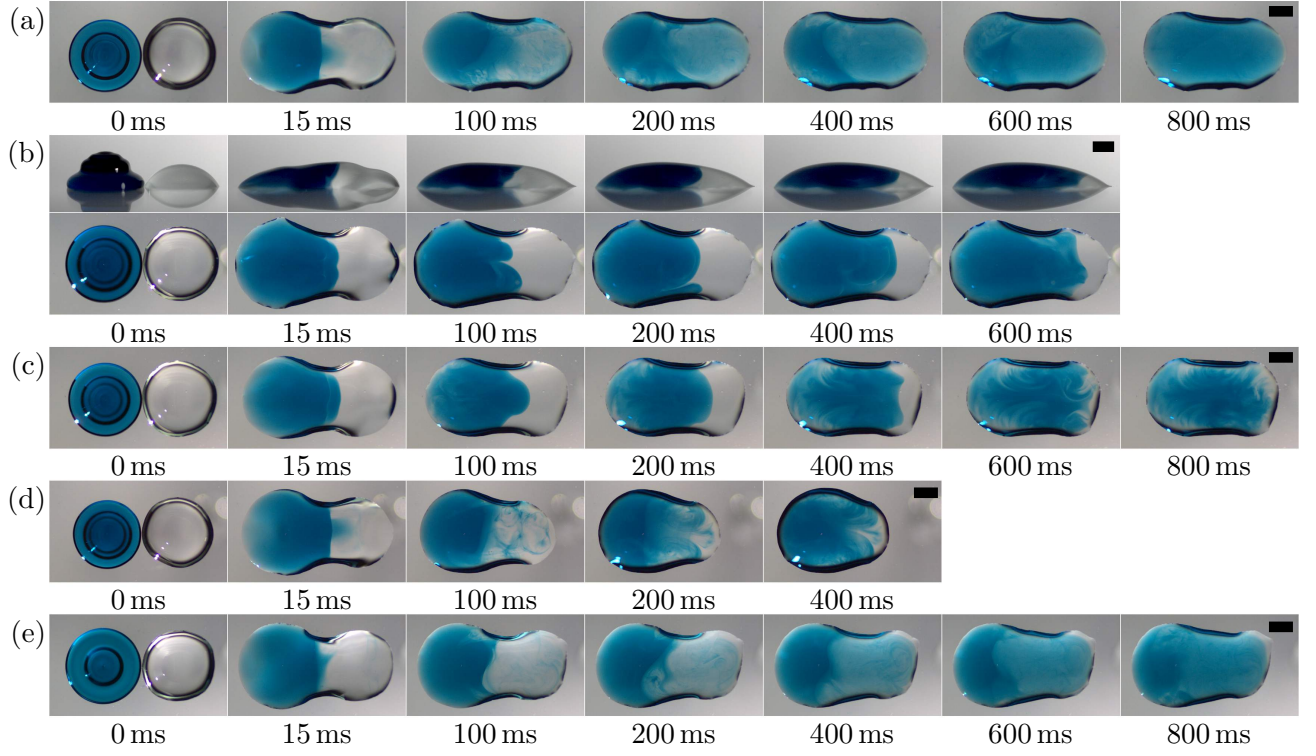 (a)
0 ms 15 ms 100 ms 200 ms 400 ms 600 ms 800 ms
(b)
0 ms 15 ms 100 ms 200 ms 400 ms 600 ms
(c)
0 ms 15 ms 100 ms 200 ms 400 ms 600 ms 800 ms
(d)
0 ms 15 ms 100 ms 200 ms 400 ms
(e)
0 ms 15 ms 100 ms 200 ms 400 ms 600 ms 800 ms